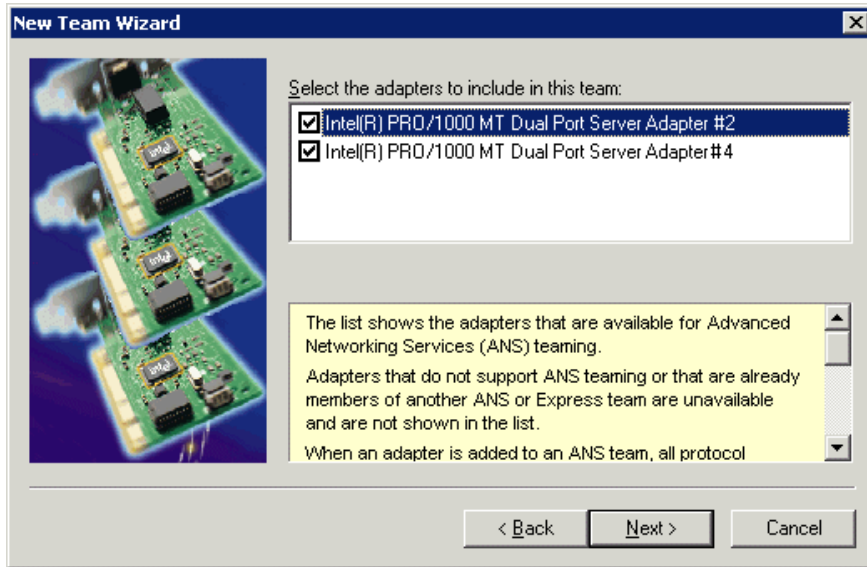 New Team Wizard
Select the adapters to include in this team:
Intel(R) PRO/1000 MT Dual Port Server Adapter #2
Intel(R) PRO/1000 MT Dual Port Server Adapter#4
intel
intel
intel
The list shows the adapters that are available for Advanced
Networking Services (ANS) teaming.
Adapters that do not support ANS teaming or that are already
members of another ANS or Express team are unavailable
and are not shown in the list.
When an adapter is added to an ANS team, all protocol
< Back
Next >
Cancel